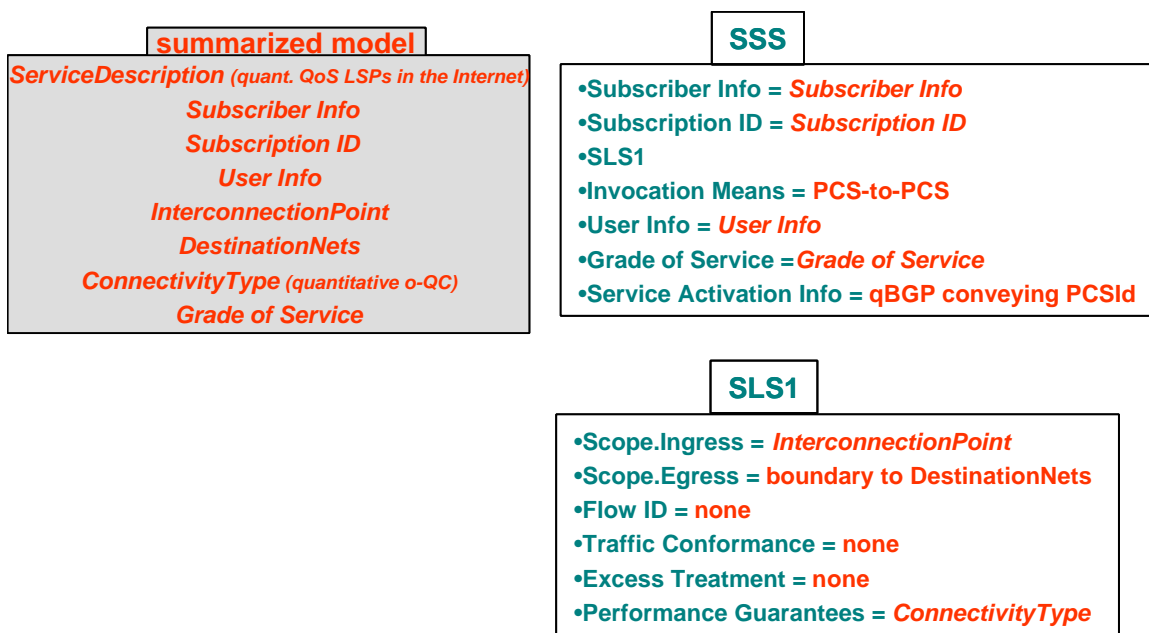 summarized model
ServiceDescription (quant. QoS LSPs in the Internet)
Subscriber Info
Subscription ID
User Info
InterconnectionPoint
DestinationNets
ConnectivityType (quantitative o-QC)
Grade of Service
SSS
•Subscriber Info = Subscriber Info
•Subscription ID = Subscription ID
•SLS1
•Invocation Means = PCS-to-PCS
•User Info = User Info
•Grade of Service =Grade of Service
•Service Activation Info = qBGP conveying PCSId
SLS1
•Scope.Ingress = InterconnectionPoint
•Scope.Egress = boundary to DestinationNets
•Flow ID = none
•Traffic Conformance = none
•Excess Treatment = none
•Performance Guarantees = ConnectivityType